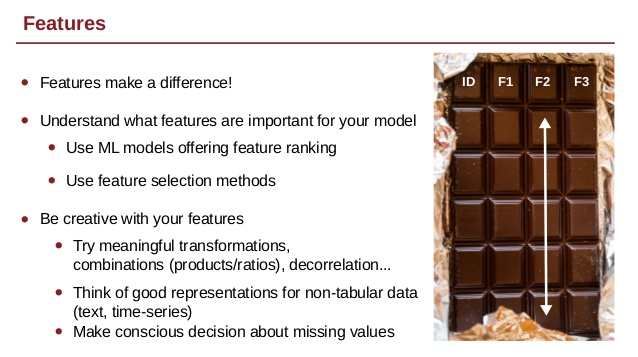 Features
Features make a difference!
Understand what features are important for your model
Use ML models offering feature ranking
Use feature selection methods
Be creative with your features
Try meaningful transformations,
combinations (products/ratios), decorrelation...
Think of good representations for non-tabular data
(text, time-series)
Make conscious decision about missing values
ID F1 F2 F3